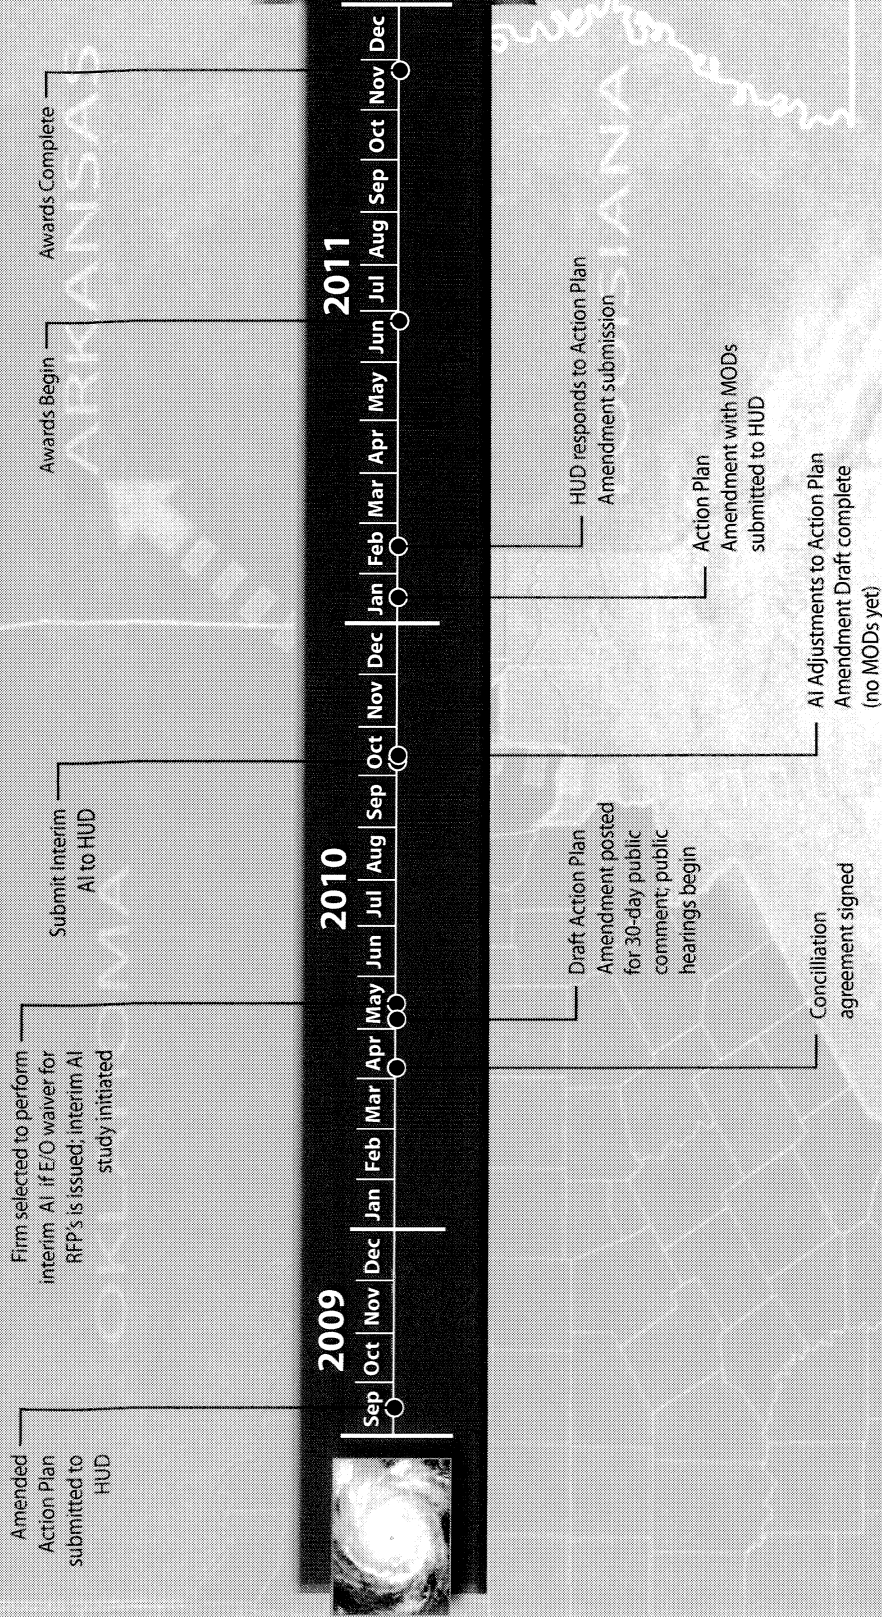 Amended
Action Plan
submitted to
HUD
Firm selected to perform
interim AI if E/O waiver for
RFP's is issued; interim AI
study initiated
Submit Interim
AI to HUD
Awards Begin
Awards Complete
ARKANSAS
OKLAHOMA
2009
2010
2011
Sep Oct Nov Dec Jan Feb Mar Apr May Jun Jul Aug Sep Oct Nov Dec Jan Feb Mar Apr May Jun Jul Aug Sep Oct Nov Dec
LOUISIANA
Concilliation
agreement signed
Draft Action Plan
Amendment posted
for 30-day public
comment; public
hearings begin
AI Adjustments to Action Plan
Amendment Draft complete
(no MODs yet)
Action Plan
Amendment with MODs
submitted to HUD
HUD responds to Action Plan
Amendment submission